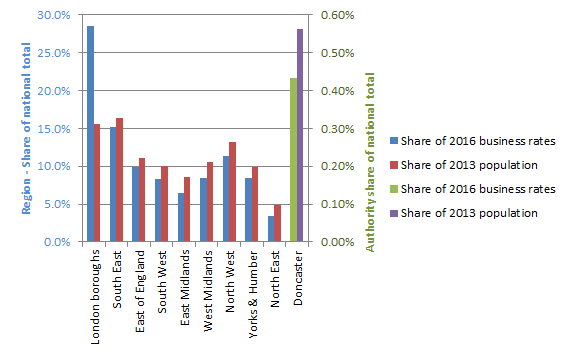 30.0%
25.0%
20.0%
15.0%
10.0%
5.0%
0.0%
Region - Share of national total
0.60%
0.50%
0.40%
0.30%
0.20%
0.10%
0.00%
Authority share of national total
London boroughs
South East
East of England
South West
East Midlands
West Midlands
North West
Yorks & Humber
North East
Doncaster
Share of 2016 business rates
Share of 2013 population
Share of 2016 business rates
Share of 2013 population